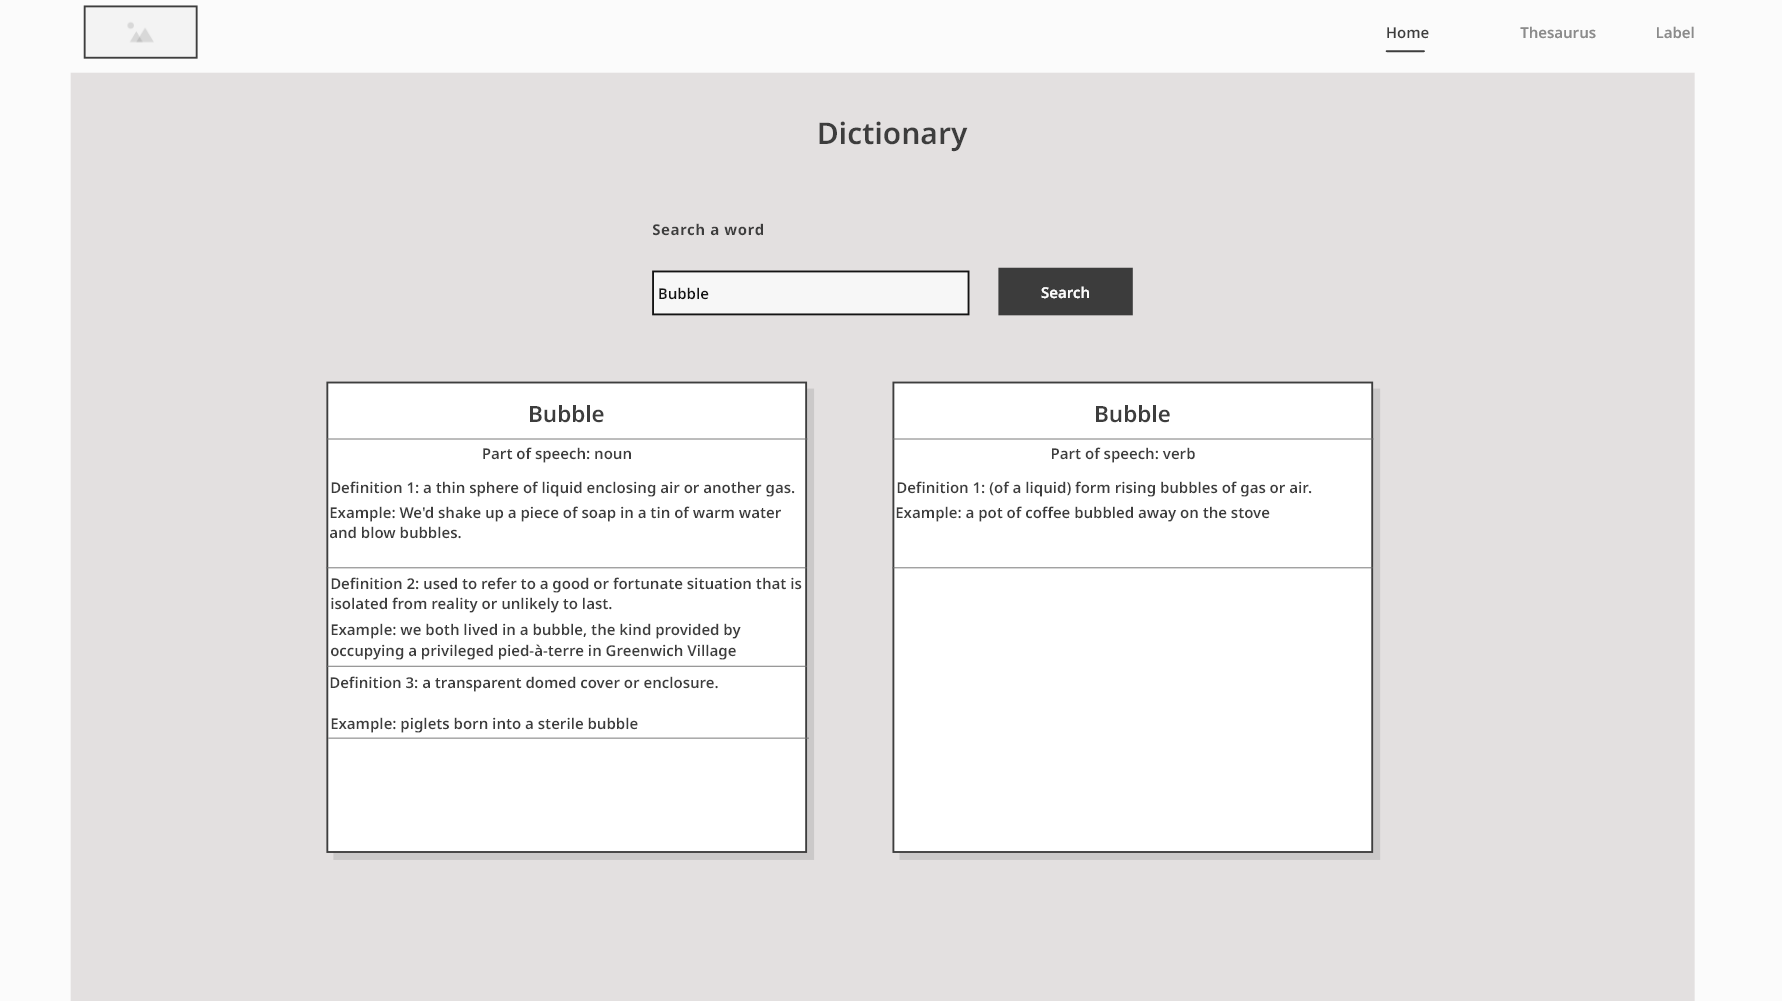 Home
Thesaurus
Label
Dictionary
Search a word
Bubble
Search
Bubble
Part of speech: noun
Definition 1: a thin sphere of liquid enclosing air or another gas.
Example: We'd shake up a piece of soap in a tin of warm water
and blow bubbles.
Definition 2: used to refer to a good or fortunate situation that is
isolated from reality or unlikely to last.
Example: we both lived in a bubble, the kind provided by
occupying a privileged pied-à-terre in Greenwich Village
Definition 3: a transparent domed cover or enclosure.
Example: piglets born into a sterile bubble
Bubble
Part of speech: verb
Definition 1: (of a liquid) form rising bubbles of gas or air.
Example: a pot of coffee bubbled away on the stove